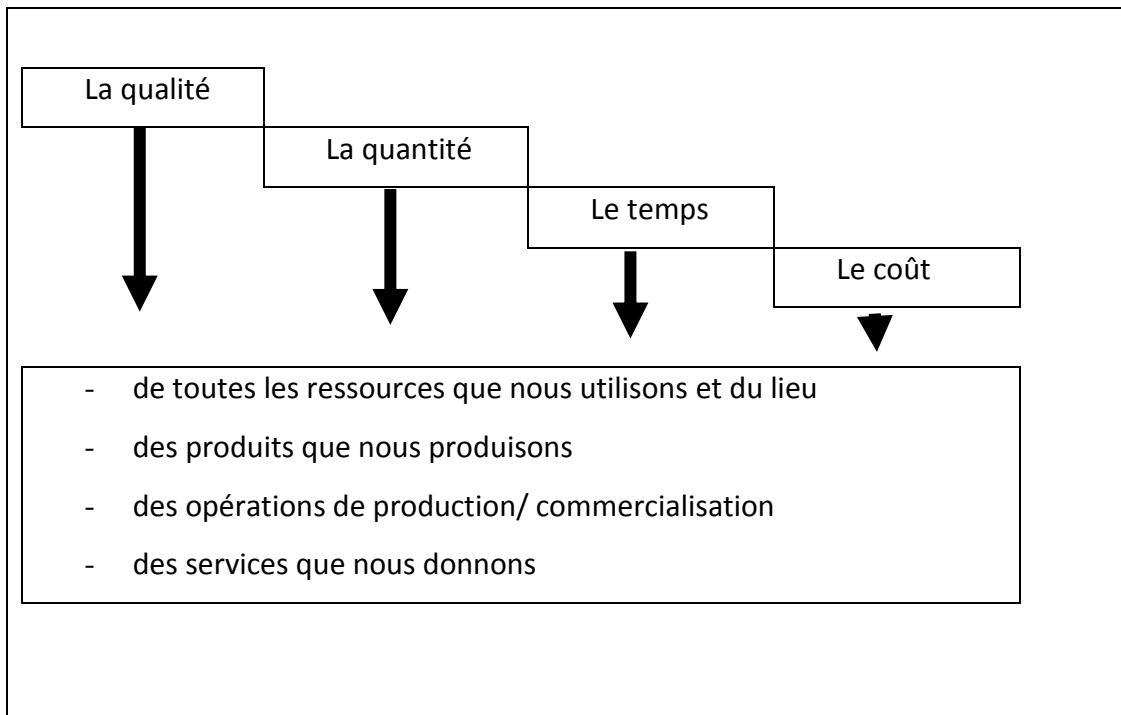 La qualité
La quantité
Le temps
Le coût
- de toutes les ressources que nous utilisons et du lieu
- des produits que nous produisons
- des opérations de production/ commercialisation
- des services que nous donnons